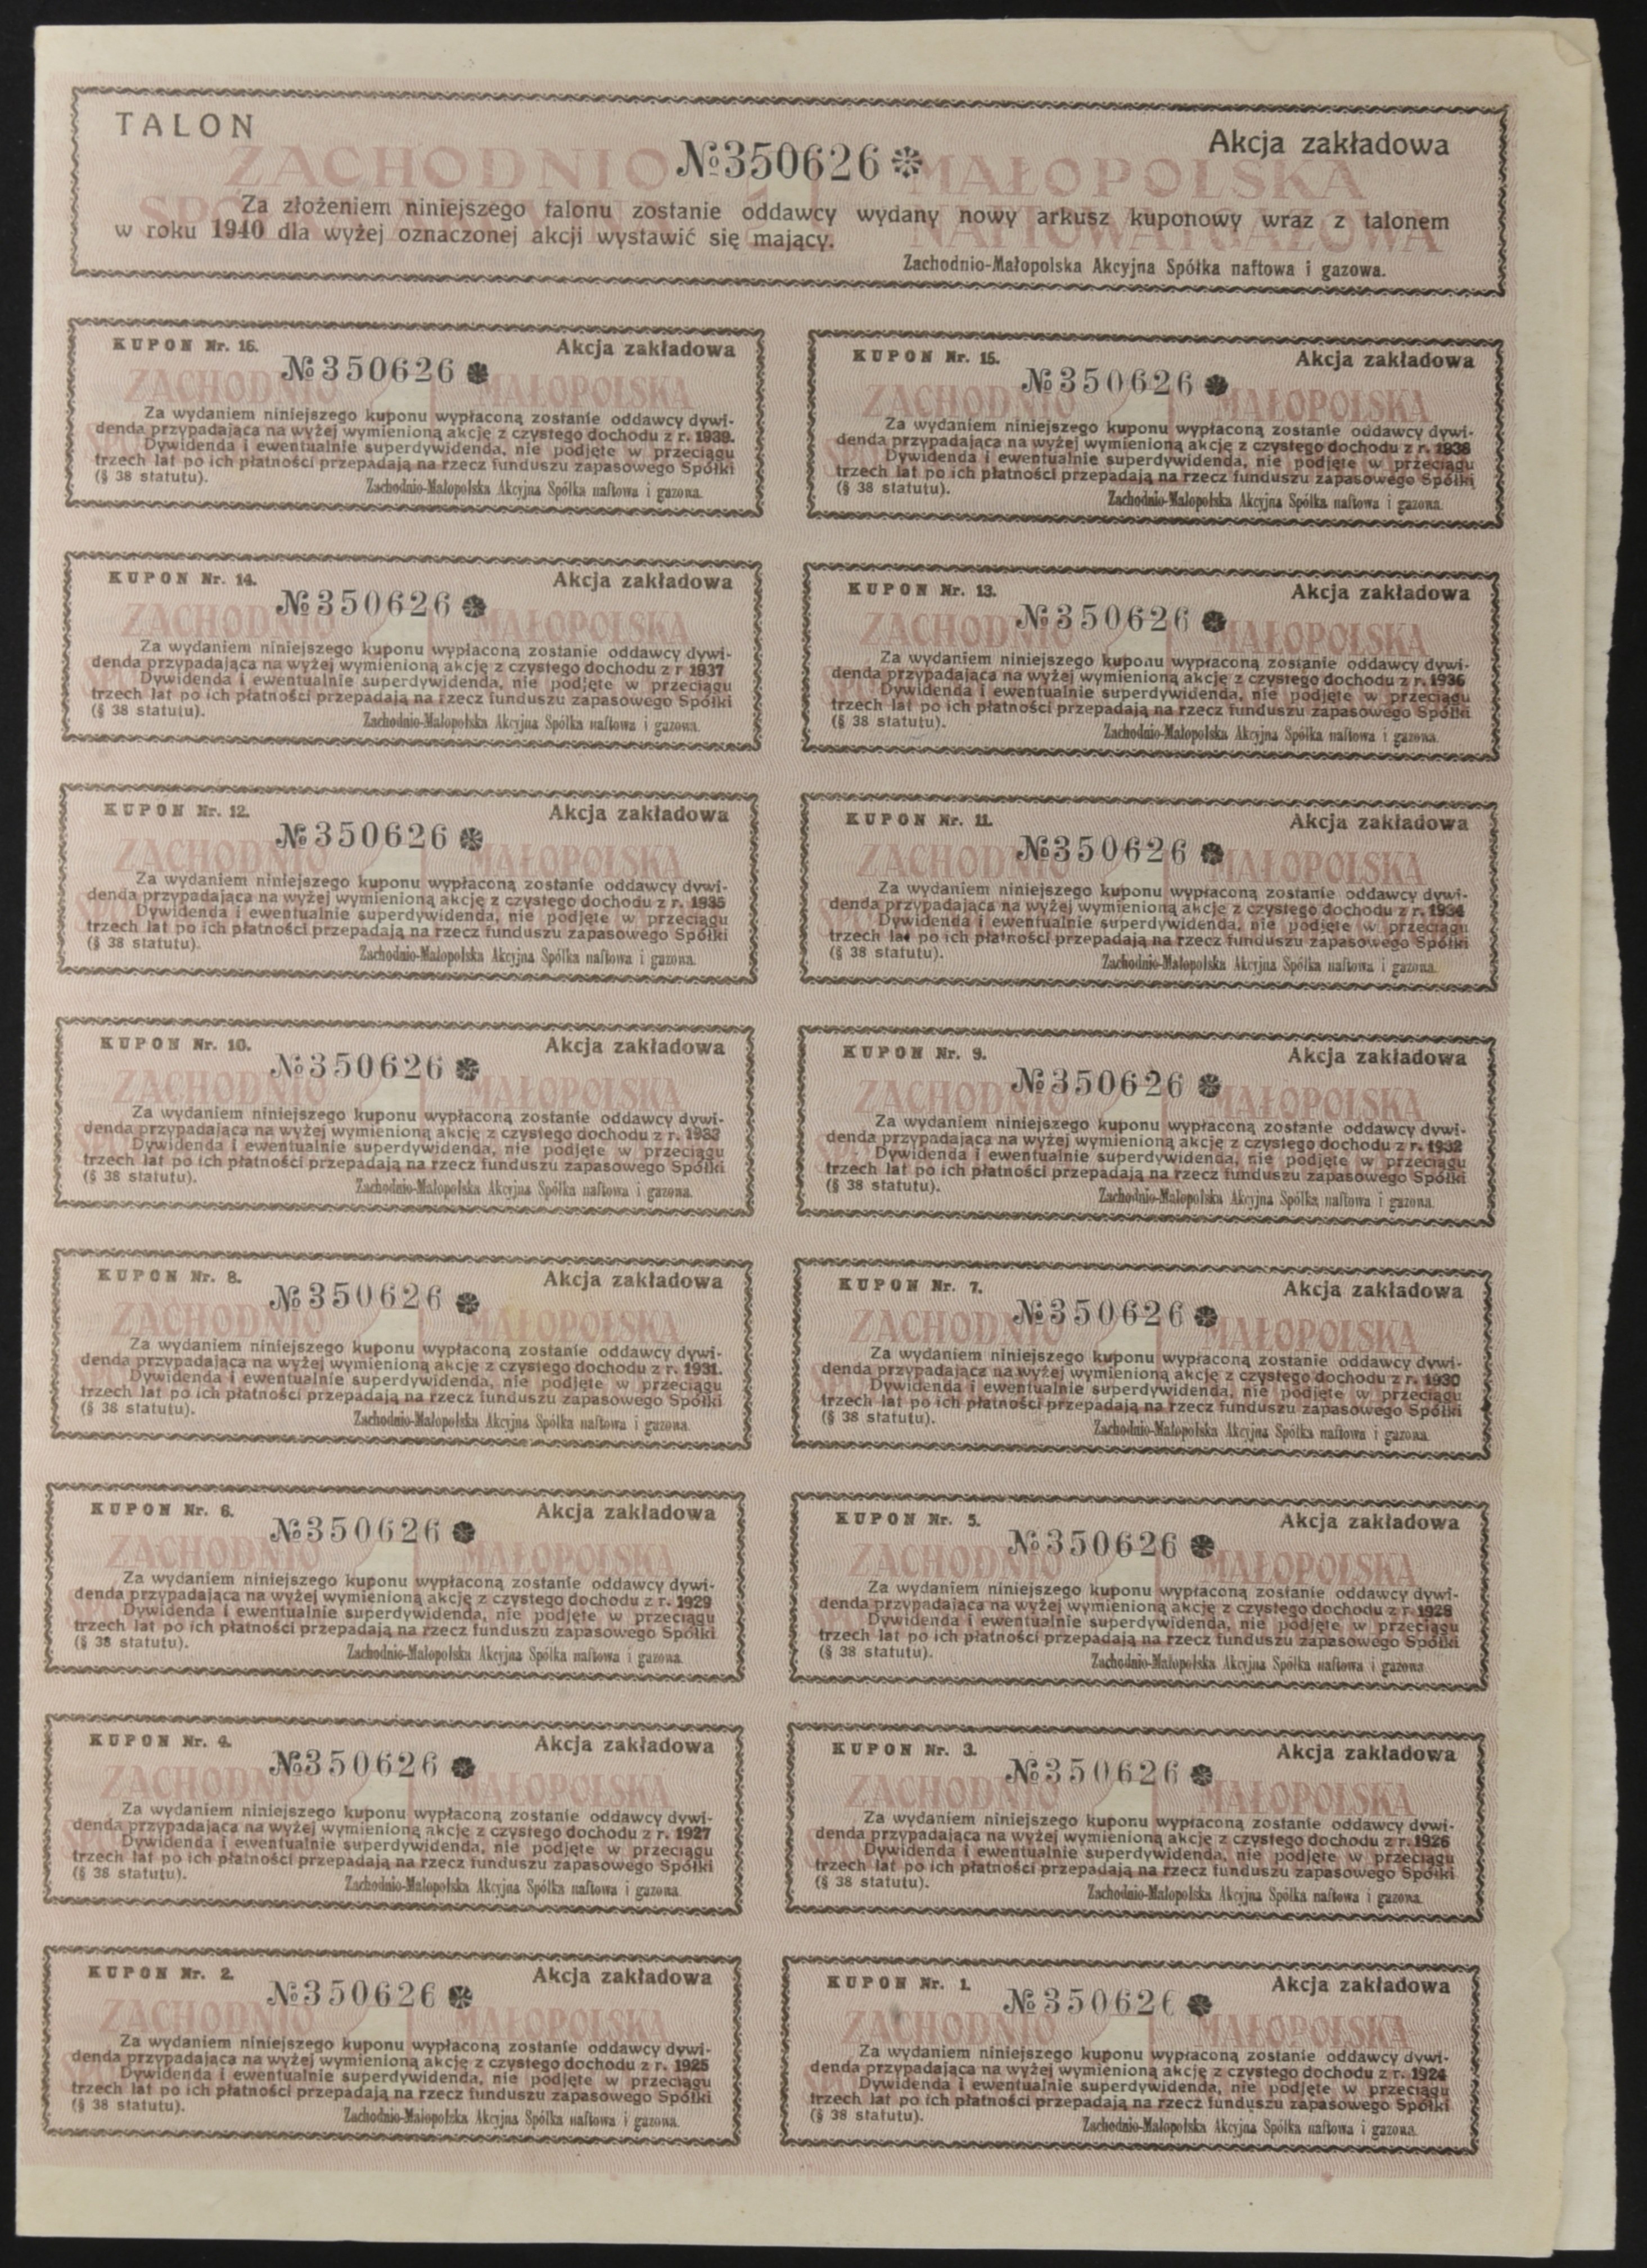 TALON
№350626
Akcja zakładowa
ZACHODNIO MAŁOPOLSKA
Za złożeniem niniejszego talonu zostanie oddawcy wydany nowy arkusz kuponowy wraz z talonem
w roku 1940 dla wyżej oznaczonej akcji wystawić się mający.
Zachodnio-Małopolska Akcyjna Spółka naftowa i gazowa.
KUPON Nr. 16.
№350626
Akcja zakładowa
ZACHODNIO MAŁOPOLSKA
Za wydaniem niniejszego kuponu wypłaconą zostanie oddawcy dywi-
denda przypadająca na wyżej wymienioną akcję z czystego dochodu z r. 1939.
Dywidenda i ewentualnie superdywidenda, nie podjęte w przeciągu
trzech lat po ich płatności przepadają na rzecz funduszu zapasowego Spółki
(§ 38 statutu).
Zachodnio-Małopolska Akcyjna Spółka naftowa i gazowa.
KUPON Nr. 15.
№350626
Akcja zakładowa
ZACHODNIO MAŁOPOLSKA
Za wydaniem niniejszego kuponu wypłaconą zostanie oddawcy dywi-
denda przypadająca na wyżej wymienioną akcję z czystego dochodu z r. 1938
Dywidenda i ewentualnie superdywidenda, nie podjęte w przeciągu
trzech lat po ich płatności przepadają na rzecz funduszu zapasowego Spółki
(§ 38 statutu).
Zachodnio-Małopolska Akcyjna Spółka naftowa i gazowa.
KUPON Nr. 14.
№350626
Akcja zakładowa
ZACHODNIO MAŁOPOLSKA
Za wydaniem niniejszego kuponu wypłaconą zostanie oddawcy dywi-
denda przypadająca na wyżej wymienioną akcję z czystego dochodu z r 1937
Dywidenda i ewentualnie superdywidenda, nie podjęte w przeciągu
trzech lat po ich płatności przepadają na rzecz funduszu zapasowego Spółki
(§ 38 statutu).
Zachodnio-Małopolska Akcyjna Spółka naftowa i gazowa.
KUPON Nr. 13.
№350626
Akcja zakładowa
ZACHODNIO MAŁOPOLSKA
Za wydaniem niniejszego kuponu wypłaconą zostanie oddawcy dywi-
denda przypadająca na wyżej wymienioną akcję z czystego dochodu z r. 1936
Dywidenda i ewentualnie superdywidenda, nie podjęte w przeciągu
trzech lat po ich płatności przepadają na rzecz funduszu zapasowego Spółki
(§ 38 statutu).
Zachodnio-Małopolska Akcyjna Spółka naftowa i gazowa.
KUPON Nr. 12.
№350626
Akcja zakładowa
ZACHODNIO MAŁOPOLSKA
Za wydaniem niniejszego kuponu wypłaconą zostanie oddawcy dywi-
denda przypadająca na wyżej wymienioną akcję z czystego dochodu z r. 1935
Dywidenda i ewentualnie superdywidenda, nie podjęte w przeciągu
trzech lat po ich płatności przepadają na rzecz funduszu zapasowego Spółki
(§ 38 statutu).
Zachodnio-Małopolska Akcyjna Spółka naftowa i gazowa.
KUPON Nr. 11.
№350626
Akcja zakładowa
ZACHODNIO MAŁOPOLSKA
Za wydaniem niniejszego kuponu wypłaconą zostanie oddawcy dywi-
denda przypadająca na wyżej wymienioną akcję z czystego dochodu z r. 1934
Dywidenda i ewentualnie superdywidenda, nie podjęte w przeciągu
trzech lat po ich płatności przepadają na rzecz funduszu zapasowego Spółki
(§ 38 statutu).
Zachodnio-Małopolska Akcyjna Spółka naftowa i gazowa.
KUPON Nr. 10.
№350626
Akcja zakładowa
ZACHODNIO MAŁOPOLSKA
Za wydaniem niniejszego kuponu wypłaconą zostanie oddawcy dywi-
denda przypadająca na wyżej wymienioną akcję z czystego dochodu z r. 1933
Dywidenda i ewentualnie superdywidenda, nie podjęte w przeciągu
trzech lat po ich płatności przepadają na rzecz funduszu zapasowego Spółki
(§ 38 statutu).
Zachodnio-Małopolska Akcyjna Spółka naftowa i gazowa.
KUPON Nr. 9.
№350626
Akcja zakładowa
ZACHODNIO MAŁOPOLSKA
Za wydaniem niniejszego kuponu wypłaconą zostanie oddawcy dywi-
denda przypadająca na wyżej wymienioną akcję z czystego dochodu z r. 1932
Dywidenda i ewentualnie superdywidenda, nie podjęte w przeciągu
trzech lat po ich płatności przepadają na rzecz funduszu zapasowego Spółki
(§ 38 statutu).
Zachodnio-Małopolska Akcyjna Spółka naftowa i gazowa.
KUPON Nr. 8.
№350626
Akcja zakładowa
ZACHODNIO MAŁOPOLSKA
Za wydaniem niniejszego kuponu wypłaconą zostanie oddawcy dywi-
denda przypadająca na wyżej wymienioną akcję z czystego dochodu z r. 1931.
Dywidenda i ewentualnie superdywidenda, nie podjęte w przeciągu
trzech lat po ich płatności przepadają na rzecz funduszu zapasowego Spółki
(§ 38 statutu).
Zachodnio-Małopolska Akcyjna Spółka naftowa i gazowa.
KUPON Nr. 7.
№350626
Akcja zakładowa
ZACHODNIO MAŁOPOLSKA
Za wydaniem niniejszego kuponu wypłaconą zostanie oddawcy dywi-
denda przypadająca na wyżej wymienioną akcję z czystego dochodu z r. 1930
Dywidenda i ewentualnie superdywidenda, nie podjęte w przeciągu
trzech lat po ich płatności przepadają na rzecz funduszu zapasowego Spółki
(§ 38 statutu).
Zachodnio-Małopolska Akcyjna Spółka naftowa i gazowa.
KUPON Nr. 6.
№350626
Akcja zakładowa
ZACHODNIO MAŁOPOLSKA
Za wydaniem niniejszego kuponu wypłaconą zostanie oddawcy dywi-
denda przypadająca na wyżej wymienioną akcję z czystego dochodu z r. 1929
Dywidenda i ewentualnie superdywidenda, nie podjęte w przeciągu
trzech lat po ich płatności przepadają na rzecz funduszu zapasowego Spółki
(§ 38 statutu).
Zachodnio-Małopolska Akcyjna Spółka naftowa i gazowa.
KUPON Nr. 5.
№350626
Akcja zakładowa
ZACHODNIO MAŁOPOLSKA
Za wydaniem niniejszego kuponu wypłaconą zostanie oddawcy dywi-
denda przypadająca na wyżej wymienioną akcję z czystego dochodu z r. 1928
Dywidenda i ewentualnie superdywidenda, nie podjęte w przeciągu
trzech lat po ich płatności przepadają na rzecz funduszu zapasowego Spółki
(§ 38 statutu).
Zachodnio-Małopolska Akcyjna Spółka naftowa i gazowa
KUPON Nr. 4.
№350626
Akcja zakładowa
ZACHODNIO MAŁOPOLSKA
Za wydaniem niniejszego kuponu wypłaconą zostanie oddawcy dywi-
denda przypadająca na wyżej wymienioną akcję z czystego dochodu z r. 1927
Dywidenda i ewentualnie superdywidenda, nie podjęte w przeciągu
trzech lat po ich płatności przepadają na rzecz funduszu zapasowego Spółki
(§ 38 statutu).
Zachodnio-Małopolska Akcyjna Spółka naftowa i gazowa.
KUPON Nr. 3.
№350626
Akcja zakładowa
ZACHODNIO MAŁOPOLSKA
Za wydaniem niniejszego kuponu wypłaconą zostanie oddawcy dywi-
denda przypadająca na wyżej wymienioną akcję z czystego dochodu z r. 1926
Dywidenda i ewentualnie superdywidenda, nie podjęte w przeciągu
trzech lat po ich płatności przepadają na rzecz funduszu zapasowego Spółki
(§ 38 statutu).
Zachodnio-Małopolska Akcyjna Spółka naftowa i gazowa.
KUPON Nr. 2.
№350626
Akcja zakładowa
ZACHODNIO MAŁOPOLSKA
Za wydaniem niniejszego kuponu wypłaconą zostanie oddawcy dywi-
denda przypadająca na wyżej wymienioną akcję z czystego dochodu z r. 1925
Dywidenda i ewentualnie superdywidenda, nie podjęte w przeciągu
trzech lat po ich płatności przepadają na rzecz funduszu zapasowego Spółki
(§ 38 statutu).
Zachodnio-Małopolska Akcyjna Spółka naftowa i gazowa.
KUPON Nr. 1.
№350626
Akcja zakładowa
ZACHODNIO MAŁOPOLSKA
Za wydaniem niniejszego kuponu wypłaconą zostanie oddawcy dywi-
denda przypadająca na wyżej wymienioną akcję z czystego dochodu z r. 1924
Dywidenda i ewentualnie superdywidenda, nie podjęte w przeciągu
trzech lat po ich płatności przepadają na rzecz funduszu zapasowego Spółki
(§ 38 statutu).
Zachodnio-Małopolska Akcyjna Spółka naftowa i gazowa.